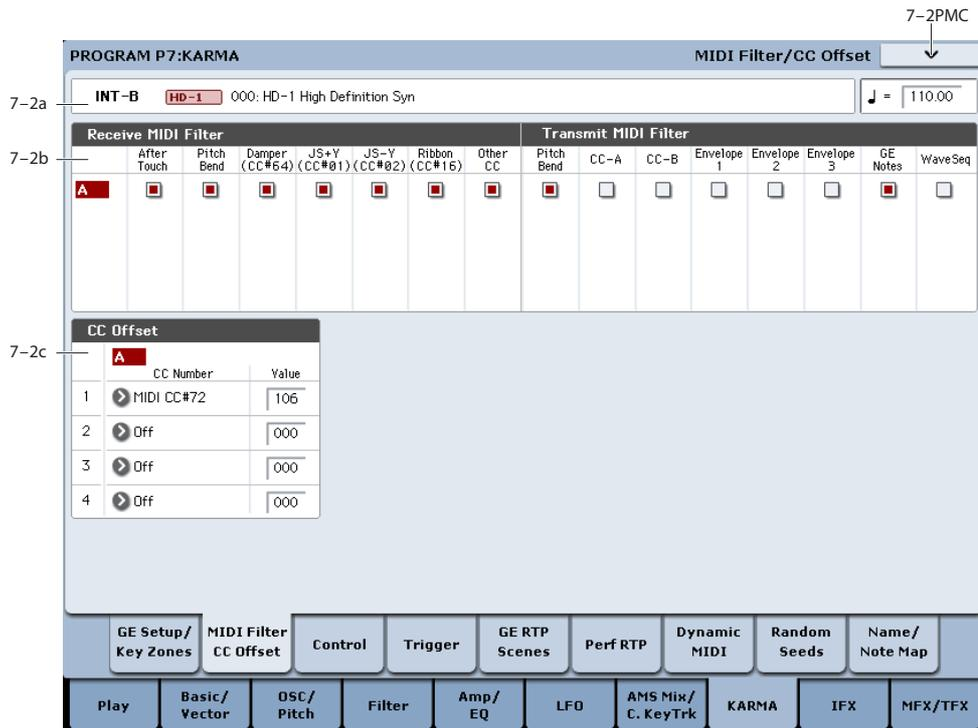 7–2PMC
PROGRAM P7:KARMA MIDI Filter/CC Offset
7–2a
INT-B HD-1 000: HD-1 High Definition Syn ♩ = 110.00
Receive MIDI Filter Transmit MIDI Filter
7–2b
After Touch Pitch Bend Damper (CC#64) JS+Y (CC#01) JS-Y (CC#02) Ribbon (CC#16) Other CC Pitch Bend CC-A CC-B Envelope 1 Envelope 2 Envelope 3 GE Notes WaveSeq
A
CC Offset
7–2c
A
CC Number Value
1 MIDI CC#72 106
2 Off 000
3 Off 000
4 Off 000
GE Setup/ Key Zones MIDI Filter CC Offset Control Trigger GE RTP Scenes Perf RTP Dynamic MIDI Random Seeds Name/ Note Map
Play Basic/ Vector OSC/ Pitch Filter Amp/ EQ LFO AMS Mix/ C. KeyTrk KARMA IFX MFX/TFX